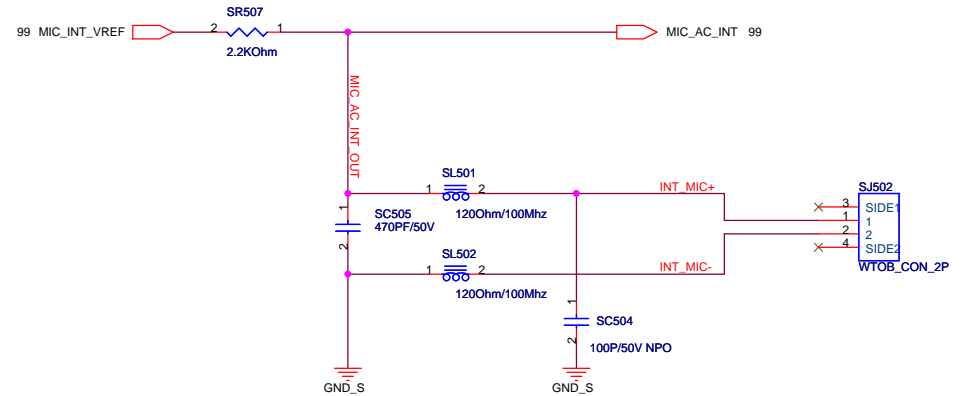 SR507
99 MIC_INT_VREF
2
1
2.2KOhm
MIC_AC_INT 99
MIC_AC_INT_OUT
SL501
1
2
120Ohm/100Mhz
INT_MIC+
SJ502
3
SIDE1
1
1
2
2
4
SIDE2
WTOB_CON_2P
1
SC505
470PF/50V
2
SL502
1
2
120Ohm/100Mhz
INT_MIC-
1
SC504
2
100P/50V NPO
GND_S
GND_S